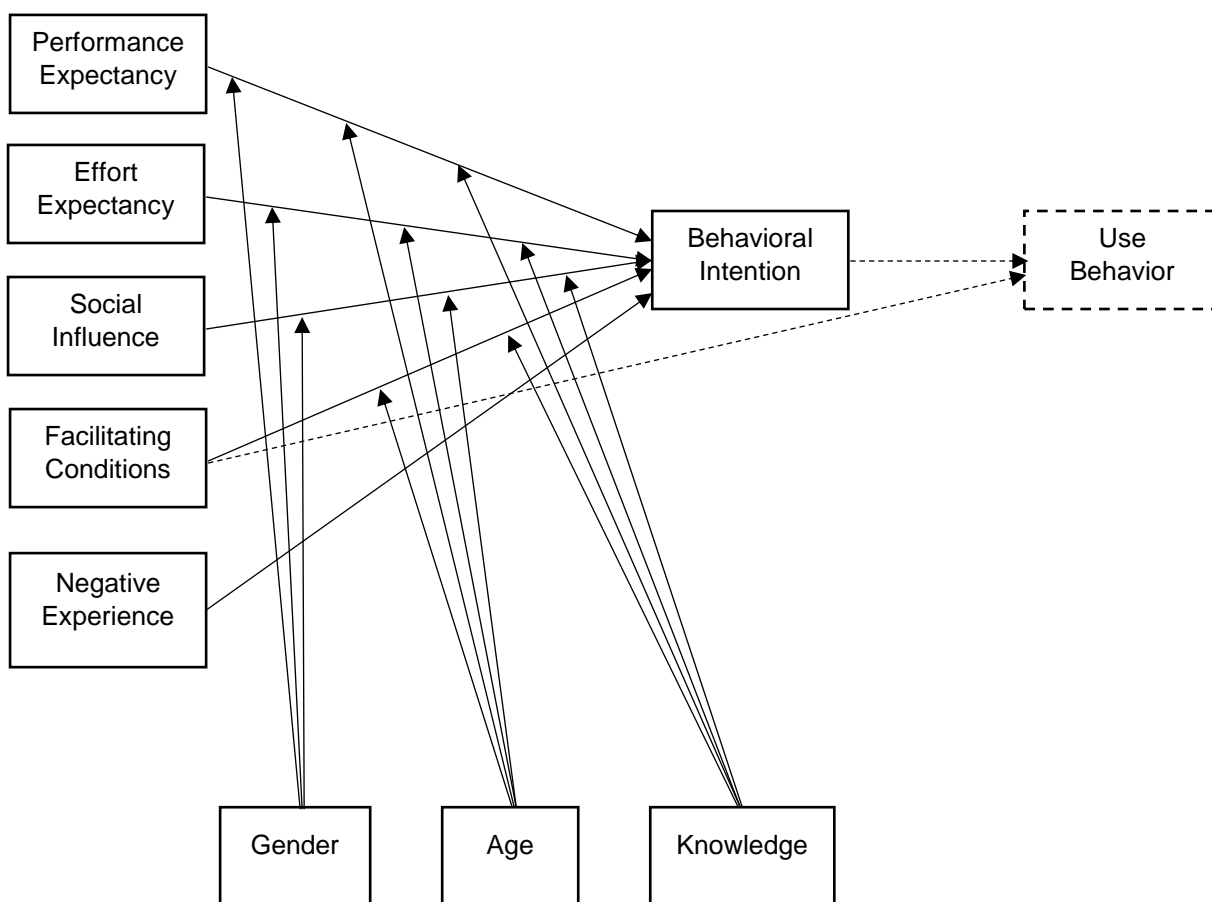 Performance
Expectancy
Effort
Expectancy
Social
Influence
Facilitating
Conditions
Negative
Experience
Behavioral
Intention
Use
Behavior
Gender
Age
Knowledge